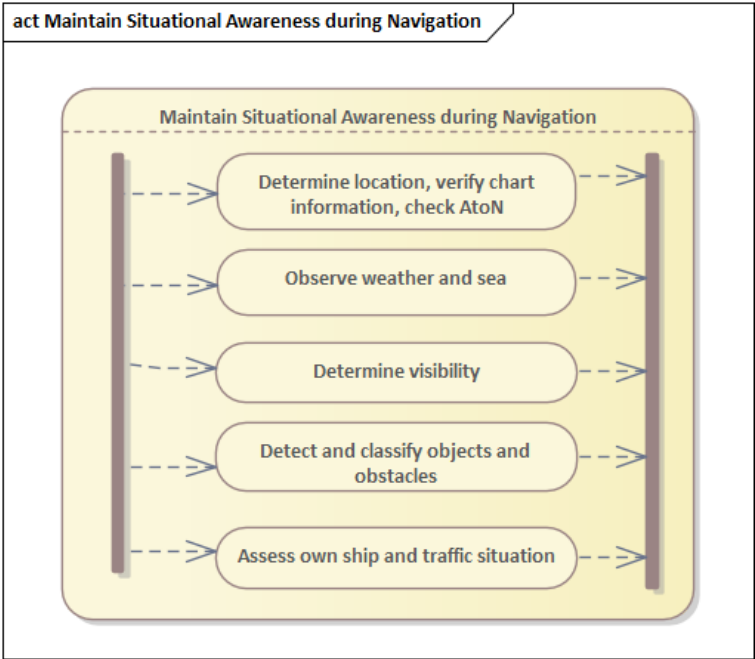 act Maintain Situational Awareness during Navigation
Maintain Situational Awareness during Navigation
Determine location, verify chart
information, check AtoN
Observe weather and sea
Determine visibility
Detect and classify objects and
obstacles
Assess own ship and traffic situation